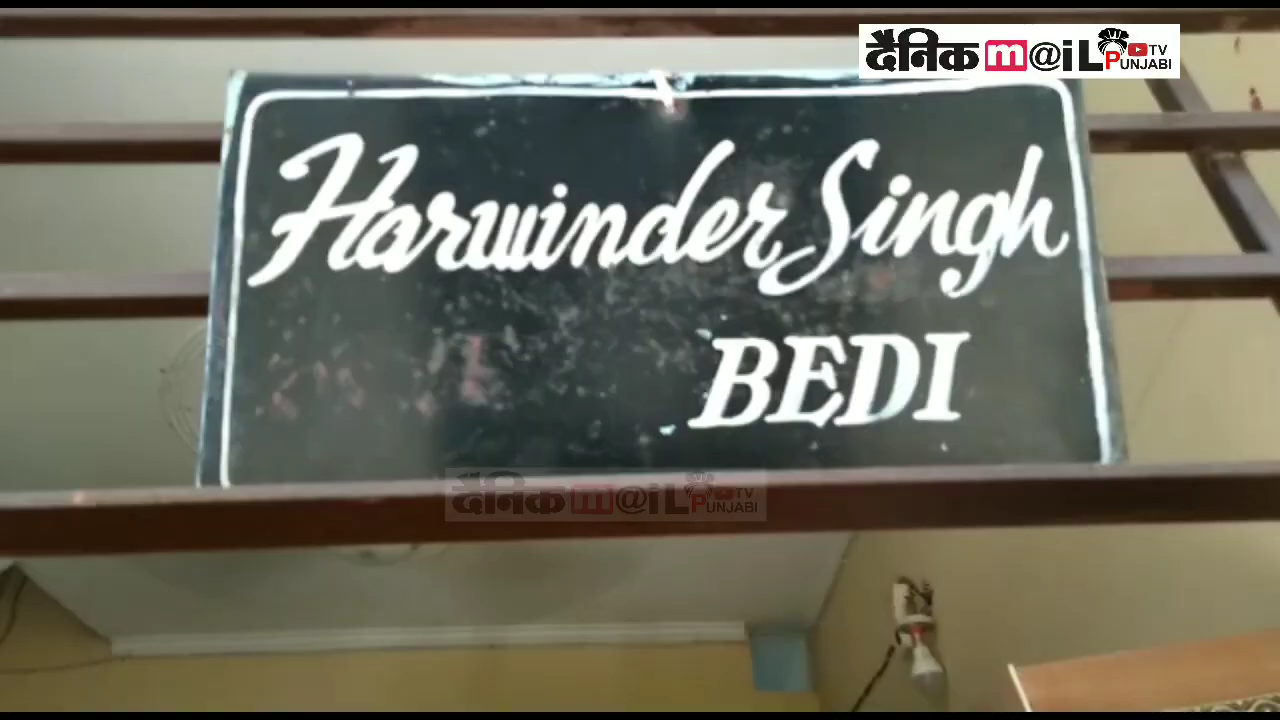 दैनिक m@iL PUNJABI TV
Harwinder Singh
BEDI
दैनिक m@iL PUNJABI TV